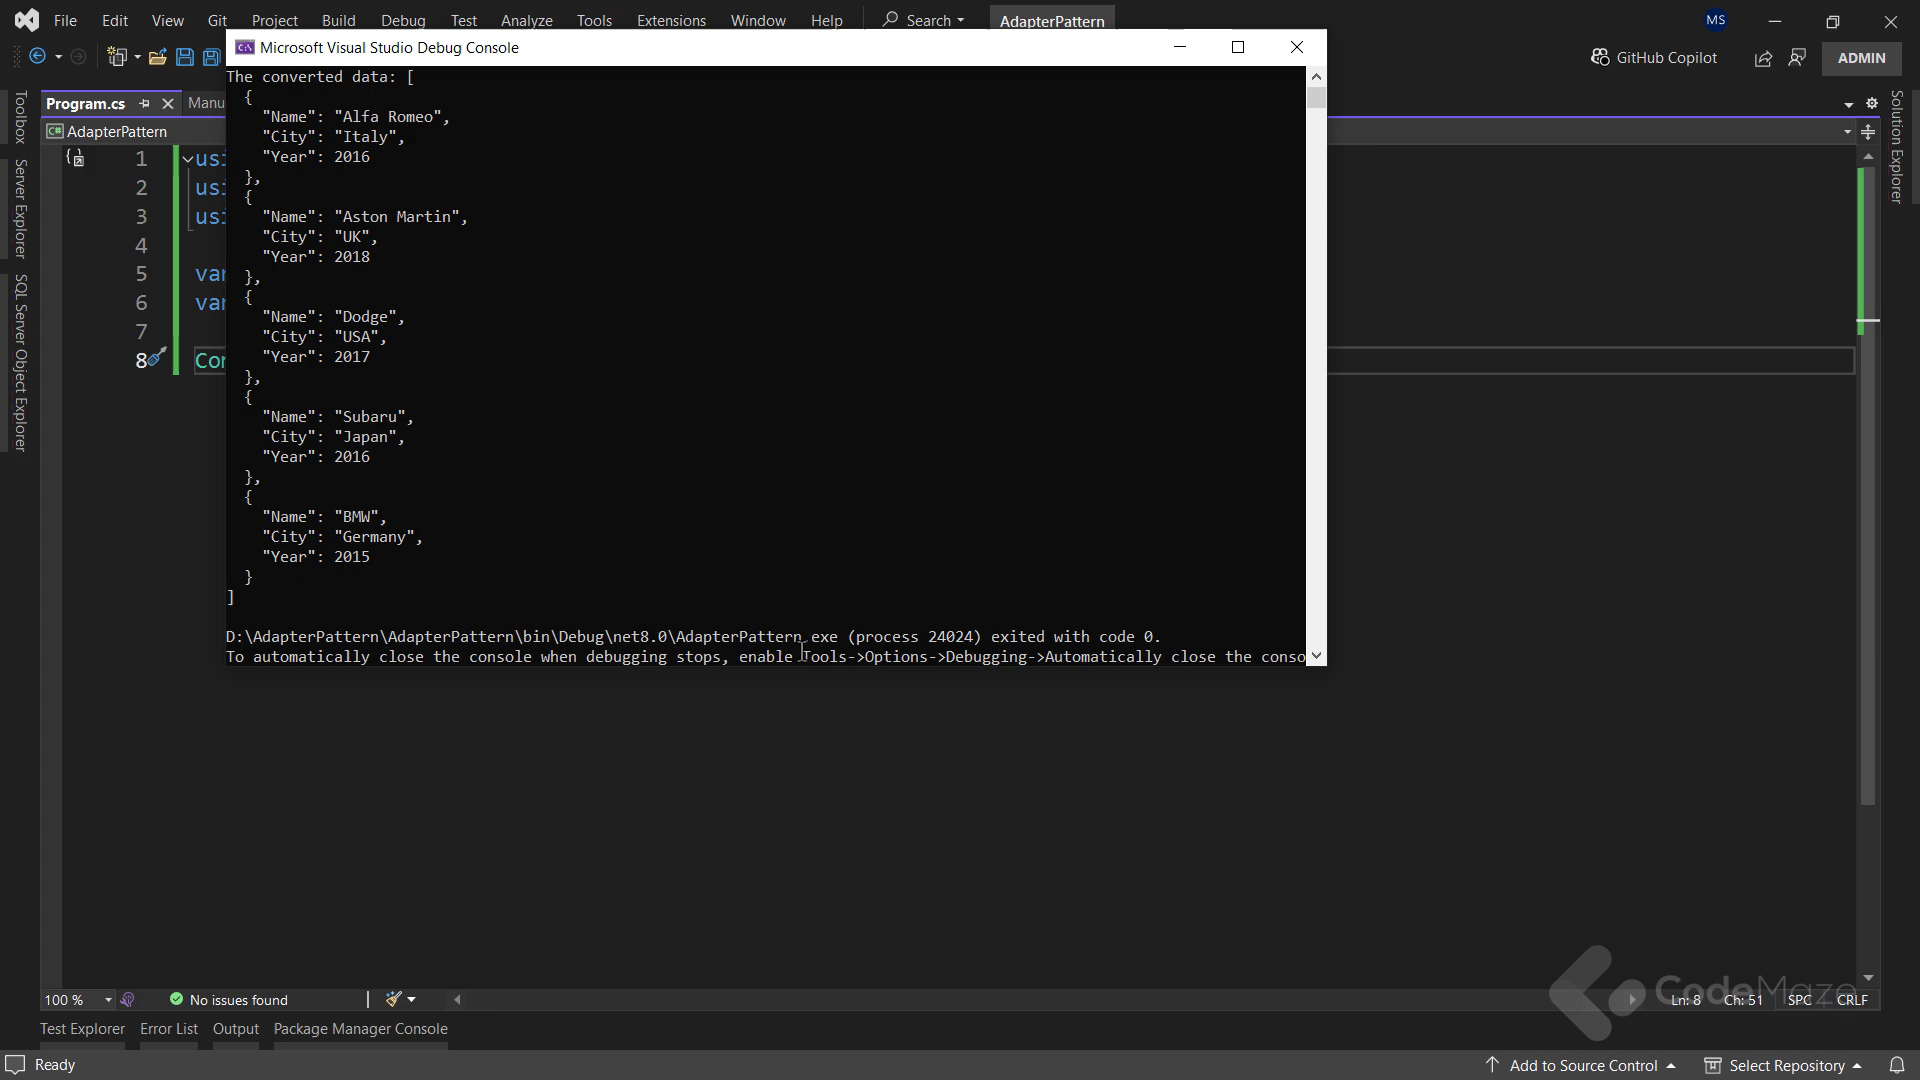 File Edit View Git Project Build Debug Test Analyze Tools Extensions Window Help Search AdapterPattern MS
Microsoft Visual Studio Debug Console
GitHub Copilot ADMIN
Program.cs Manu
AdapterPattern
Toolbox
Server Explorer
SQL Server Object Explorer
Solution Explorer
1 usi
2 usi
3 usi
4
5 var
6 var
7
8 Con
The converted data: [
{
"Name": "Alfa Romeo",
"City": "Italy",
"Year": 2016
},
{
"Name": "Aston Martin",
"City": "UK",
"Year": 2018
},
{
"Name": "Dodge",
"City": "USA",
"Year": 2017
},
{
"Name": "Subaru",
"City": "Japan",
"Year": 2016
},
{
"Name": "BMW",
"City": "Germany",
"Year": 2015
}
]
D:\AdapterPattern\AdapterPattern\bin\Debug\net8.0\AdapterPattern.exe (process 24024) exited with code 0.
To automatically close the console when debugging stops, enable Tools->Options->Debugging->Automatically close the conso
100 % No issues found Ln: 8 Ch: 51 SPC CRLF
CodeMaze
Test Explorer Error List Output Package Manager Console
Ready Add to Source Control Select Repository